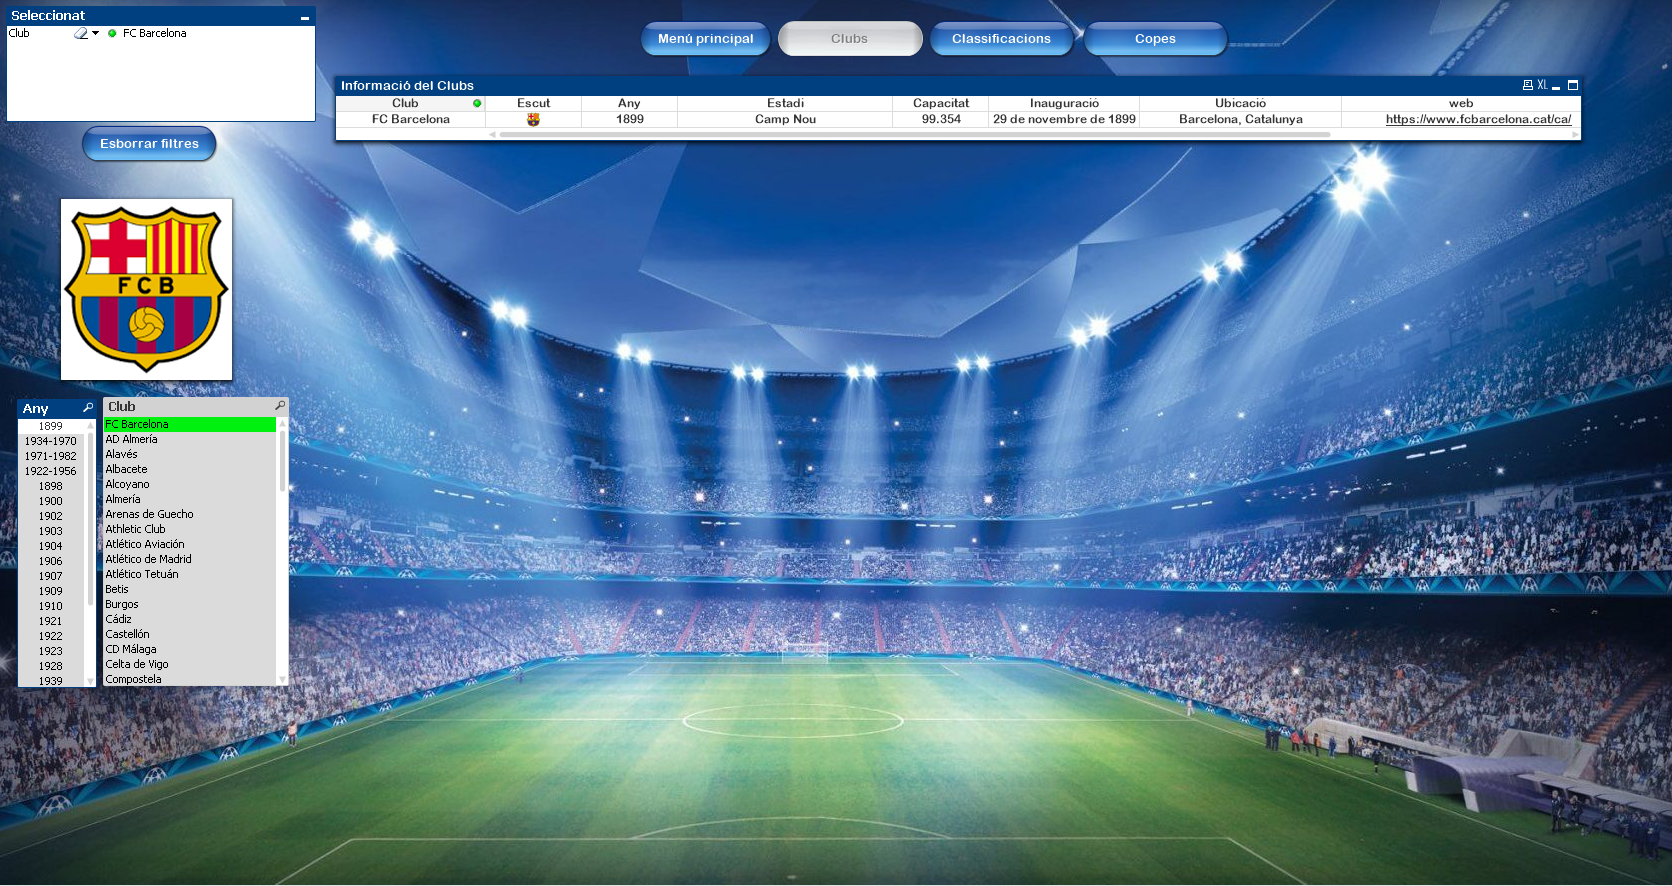 Seleccionat
Club FC Barcelona
Esborrar filtres
Menú principal Clubs Classificacions Copes
Informació del Clubs XL
Club Escut Any Estadi Capacitat Inauguració Ubicació web
FC Barcelona 1899 Camp Nou 99.354 29 de novembre de 1899 Barcelona, Catalunya https://www.fcbarcelona.cat/ca/
FCB
Any
1899
1934-1970
1971-1982
1922-1956
1898
1900
1902
1903
1904
1906
1907
1909
1910
1921
1922
1923
1928
1939
Club
FC Barcelona
AD Almería
Alavés
Albacete
Alcoyano
Almería
Arenas de Guecho
Athletic Club
Atlético Aviación
Atlético de Madrid
Atlético Tetuán
Betis
Burgos
Cádiz
Castellón
CD Málaga
Celta de Vigo
Compostela